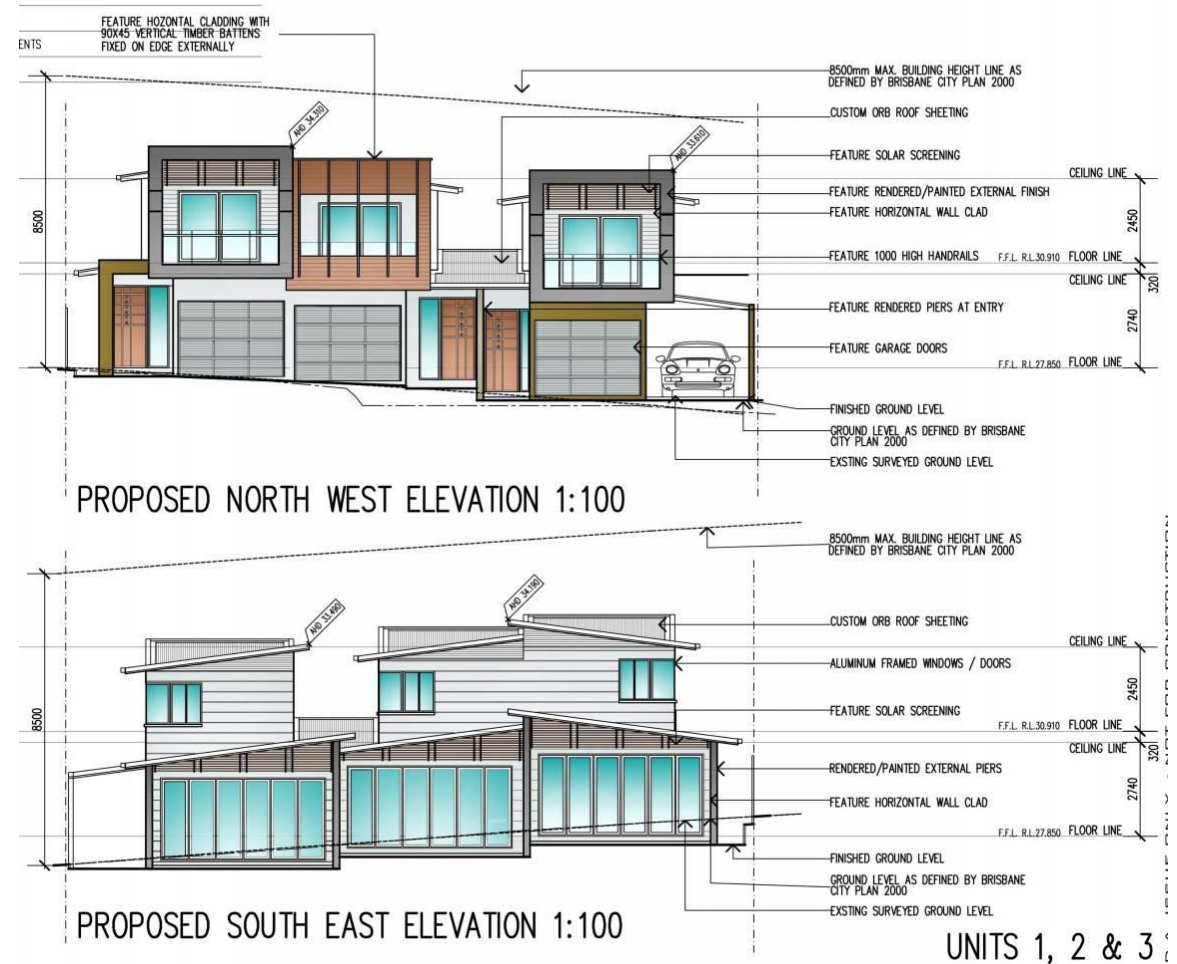 FEATURE HOZONTAL CLADDING WITH
90X45 VERTICAL TIMBER BATTENS
FIXED ON EDGE EXTERNALLY
ENTS
8500mm MAX. BUILDING HEIGHT LINE AS
DEFINED BY BRISBANE CITY PLAN 2000
AHD 34.310
CUSTOM ORB ROOF SHEETING
AHD 33.610
FEATURE SOLAR SCREENING
CEILING LINE
FEATURE RENDERED/PAINTED EXTERNAL FINISH
FEATURE HORIZONTAL WALL CLAD
2450
8500
FEATURE 1000 HIGH HANDRAILS
F.F.L. R.L.30.910 FLOOR LINE
CEILING LINE
320
FEATURE RENDERED PIERS AT ENTRY
2740
FEATURE GARAGE DOORS
F.F.L. R.L.27.850 FLOOR LINE
FINISHED GROUND LEVEL
GROUND LEVEL AS DEFINED BY BRISBANE
CITY PLAN 2000
EXSTING SURVEYED GROUND LEVEL
PROPOSED NORTH WEST ELEVATION 1:100
8500mm MAX. BUILDING HEIGHT LINE AS
DEFINED BY BRISBANE CITY PLAN 2000
AHD 33.490
AHD 34.190
CUSTOM ORB ROOF SHEETING
CEILING LINE
ALUMINUM FRAMED WINDOWS / DOORS
2450
8500
FEATURE SOLAR SCREENING
F.F.L. R.L.30.910 FLOOR LINE
CEILING LINE
320
RENDERED/PAINTED EXTERNAL PIERS
2740
FEATURE HORIZONTAL WALL CLAD
F.F.L. R.L.27.850 FLOOR LINE
FINISHED GROUND LEVEL
GROUND LEVEL AS DEFINED BY BRISBANE
CITY PLAN 2000
EXSTING SURVEYED GROUND LEVEL
PROPOSED SOUTH EAST ELEVATION 1:100
UNITS 1, 2 & 3